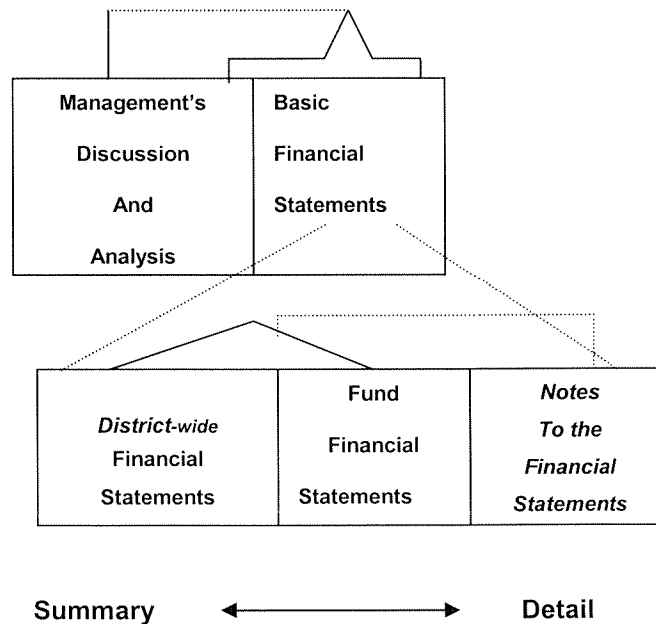 Management's
Discussion
And
Analysis
Basic
Financial
Statements
District-wide
Financial
Statements
Fund
Financial
Statements
Notes
To the
Financial
Statements
Summary
Detail